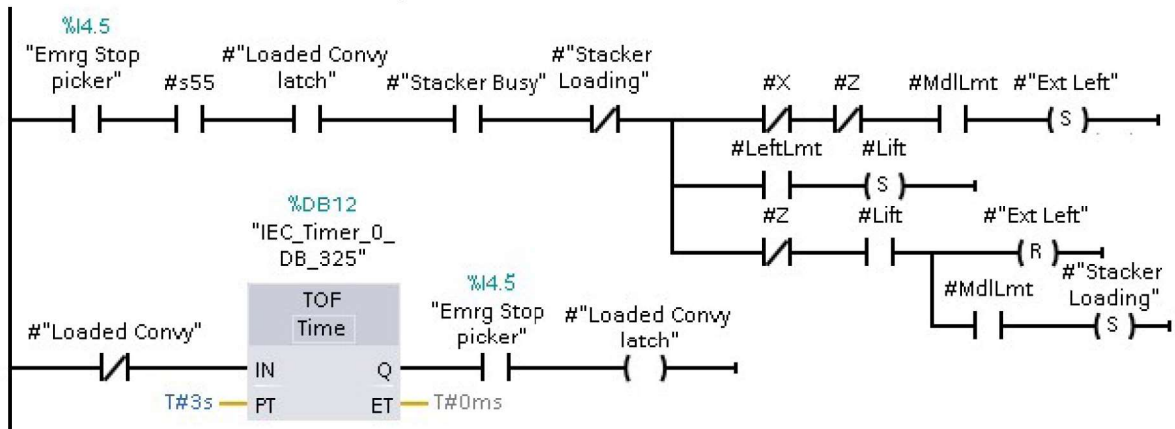 %I4.5
"Emrg Stop
picker"
#s55
#"Loaded Convy
latch"
#"Stacker Busy"
#"Stacker
Loading"
#X
#Z
#MdlLmt
#"Ext Left"
S
#LeftLmt
#Lift
S
#Z
#Lift
#"Ext Left"
R
#MdlLmt
#"Stacker
Loading"
S
%DB12
"IEC_Timer_0_
DB_325"
TOF
Time
#"Loaded Convy"
IN
Q
T#3s
PT
ET
T#0ms
%I4.5
"Emrg Stop
picker"
#"Loaded Convy
latch"